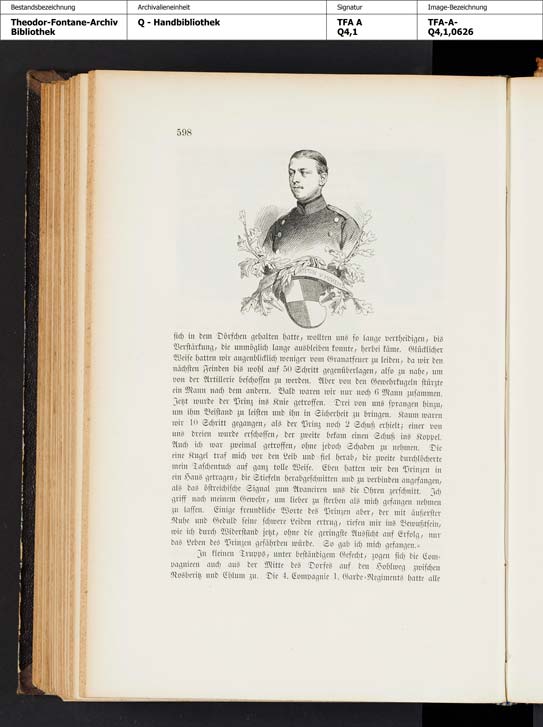 Bestandsbezeichnung Archivalieneinheit Signatur Image-Bezeichnung
Theodor-Fontane-Archiv Q - Handbibliothek TFA A TFA-A-
Bibliothek Q4,1 Q4,1,0626
598
sich in dem Dörfchen gehalten hatte, wollten uns so lange vertheidigen, bis
Verstärkung, die unmöglich lange ausbleiben konnte, herbei käme. Glücklicher
Weise hatten wir augenblicklich weniger vom Granatfeuer zu leiden, da wir den
nächsten Feinden bis wohl auf 50 Schritt gegenüberlagen, also zu nahe, um
von der Artillerie beschossen zu werden. Aber von den Gewehrkugeln stürzte
ein Mann nach dem andern. Bald waren wir nur noch 6 Mann zusammen.
Jetzt wurde der Prinz ins Knie getroffen. Drei von uns sprangen hinzu,
um ihm Beistand zu leisten und ihn in Sicherheit zu bringen. Kaum waren
wir 10 Schritt gegangen, als der Prinz noch 2 Schuß erhielt; einer von
uns dreien wurde erschossen, der zweite bekam einen Schuß ins Koppel.
Auch ich war zweimal getroffen, ohne jedoch Schaden zu nehmen. Die
eine Kugel traf mich vor den Leib und fiel herab, die zweite durchlöcherte
mein Taschentuch auf ganz tolle Weise. Eben hatten wir den Prinzen in
ein Haus getragen, die Stiefeln herabgeschnitten und zu verbinden angefangen,
als das östreichische Signal zum Avanciren uns die Ohren zerschnitt. Ich
griff nach meinem Gewehr, um lieber zu sterben als mich gefangen nehmen
zu lassen. Einige freundliche Worte des Prinzen aber, der mit äußerster
Ruhe und Geduld seine schwere Leiden ertrug, riefen mir ins Bewußtsein,
wie ich durch Widerstand jetzt, ohne die geringste Aussicht auf Erfolg, nur
das Leben des Prinzen gefährden würde. So gab ich mich gefangen.«
In kleinen Trupps, unter beständigem Gefecht, zogen sich die Com-
pagnieen auch aus der Mitte des Dorfes auf den Hohlweg zwischen
Rosberitz und Chlum zu. Die 4. Compagnie 1. Garde-Regiments hatte alle